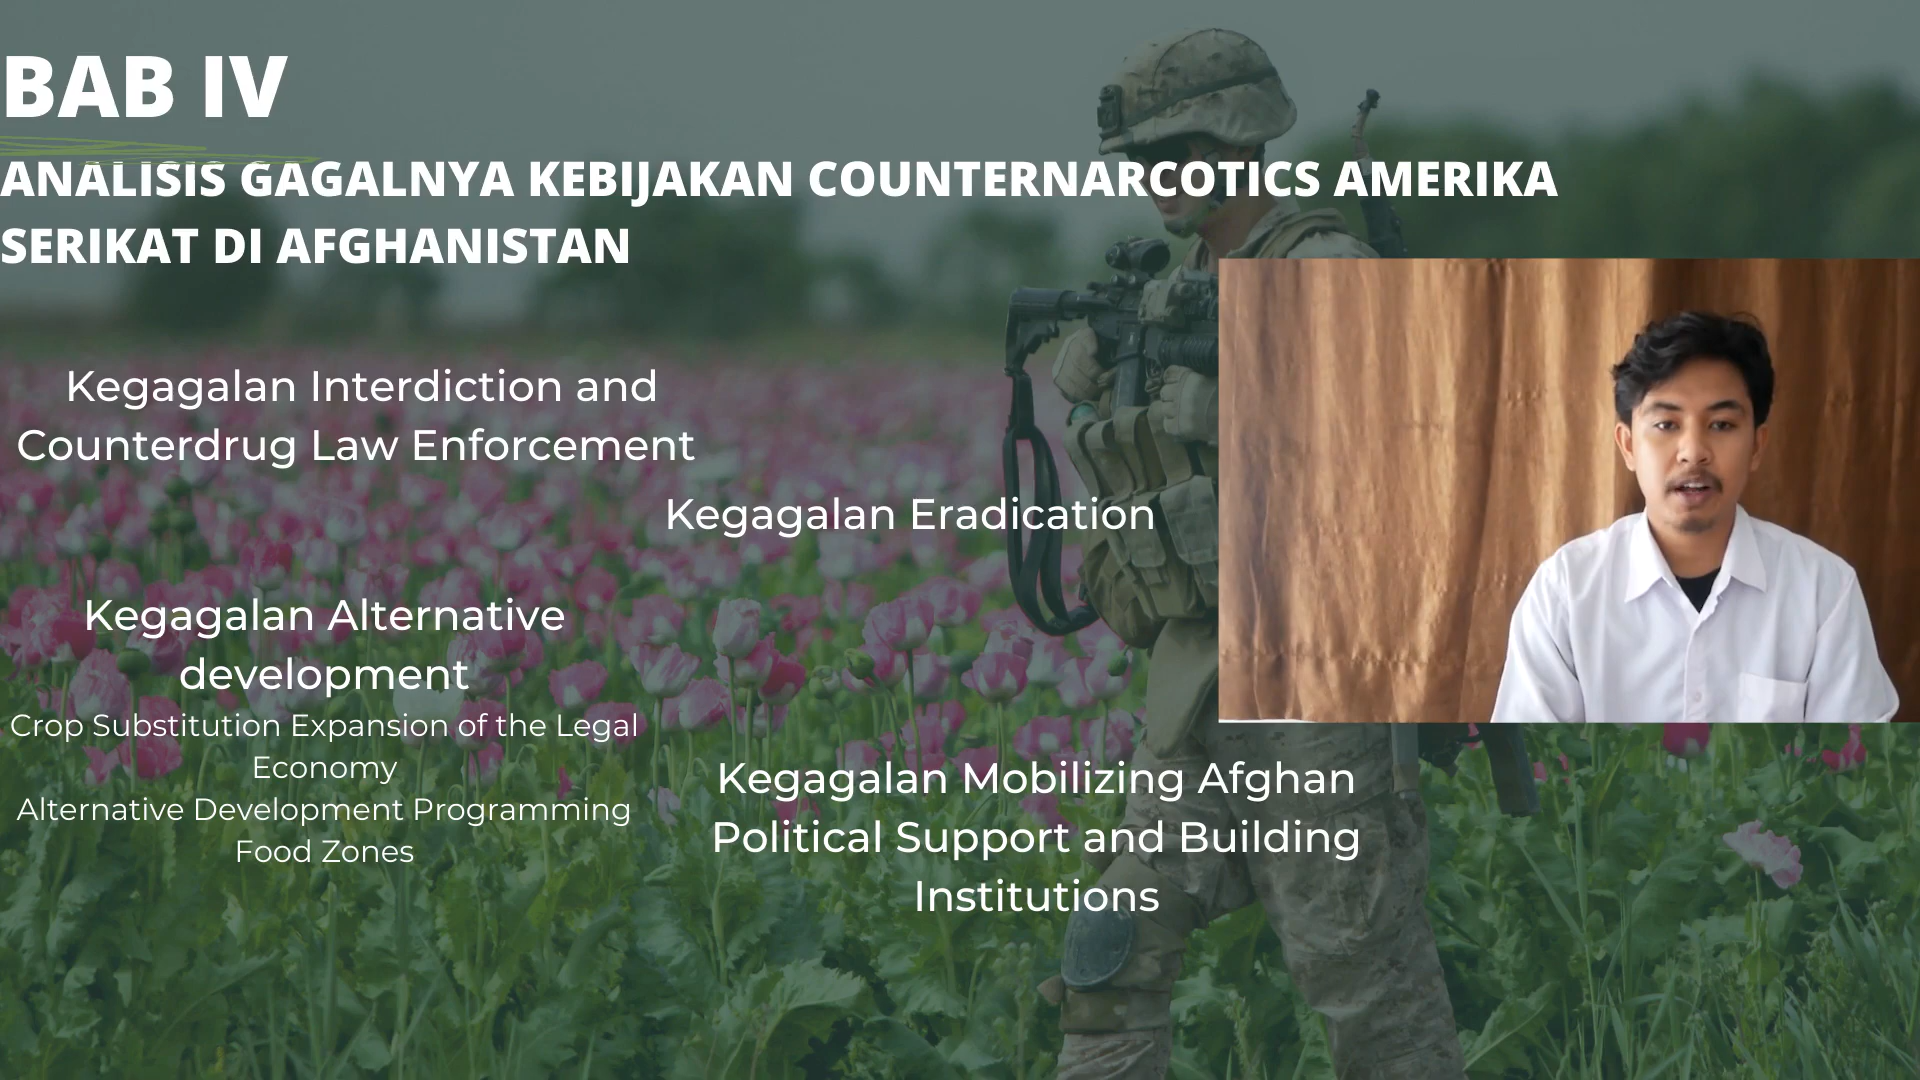 BAB IV
ANALISIS GAGALNYA KEBIJAKAN COUNTERNARCOTICS AMERIKA
SERIKAT DI AFGHANISTAN
Kegagalan Interdiction and
Counterdrug Law Enforcement
Kegagalan Eradication
Kegagalan Alternative
development
Crop Substitution Expansion of the Legal
Economy
Alternative Development Programming
Food Zones
Kegagalan Mobilizing Afghan
Political Support and Building
Institutions